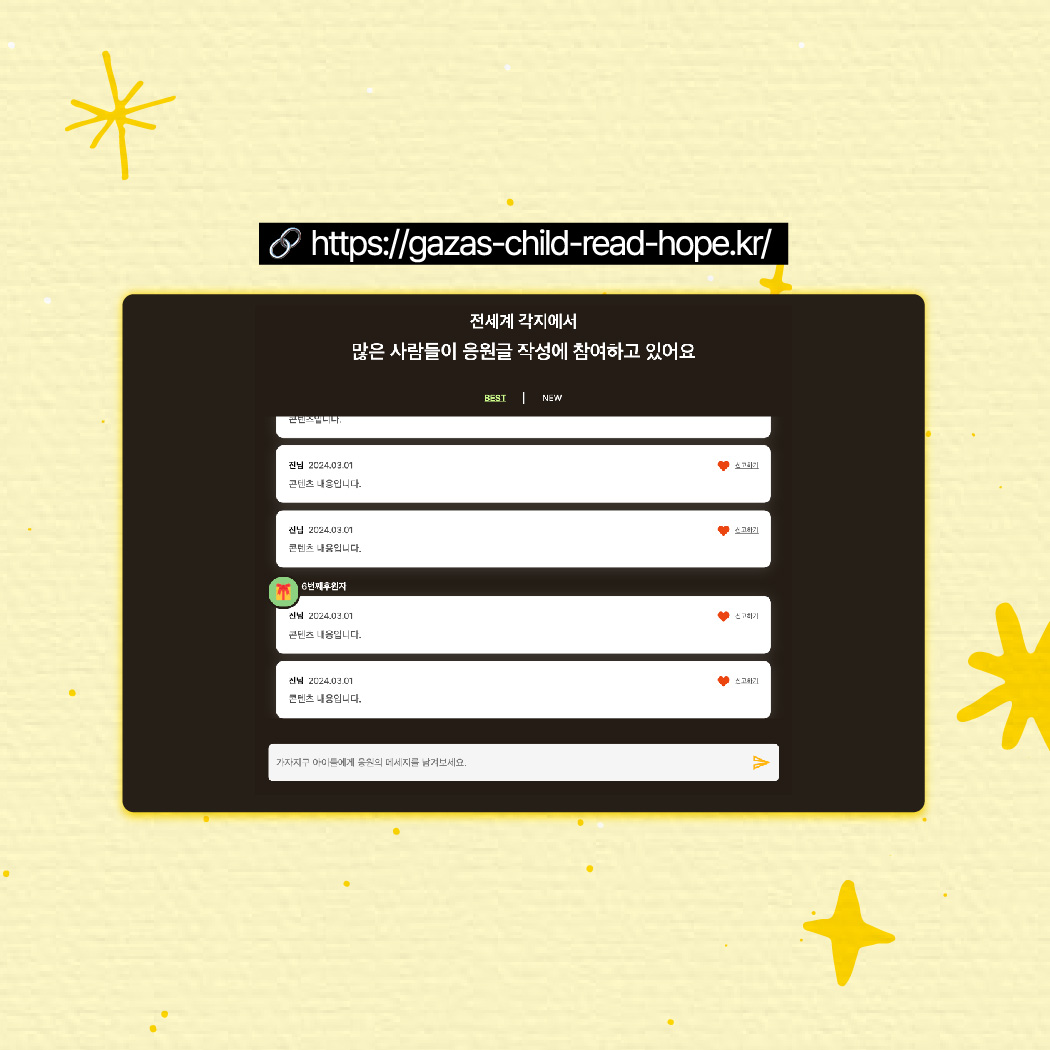 https://gazas-child-read-hope.kr/
전세계 각지에서
많은 사람들이 응원글 작성에 참여하고 있어요
BEST | NEW
콘텐츠입니다.
진님 2024.03.01 신고하기
콘텐츠 내용입니다.
진님 2024.03.01 신고하기
콘텐츠 내용입니다.
6번째후원자
진님 2024.03.01 신고하기
콘텐츠 내용입니다.
진님 2024.03.01 신고하기
콘텐츠 내용입니다.
가자지구 아이들에게 응원의 메세지를 남겨보세요.